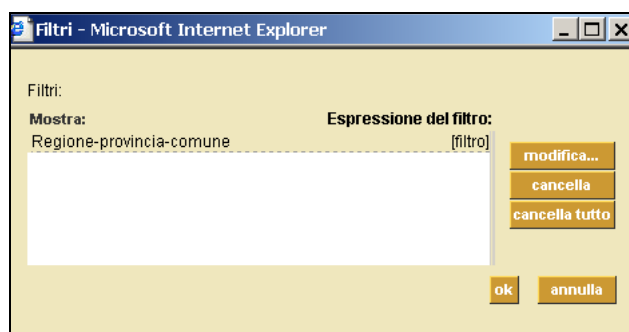 Filtri - Microsoft Internet Explorer
Filtri:
Mostra: Espressione del filtro:
Regione-provincia-comune [filtro]
modifica...
cancella
cancella tutto
ok annulla